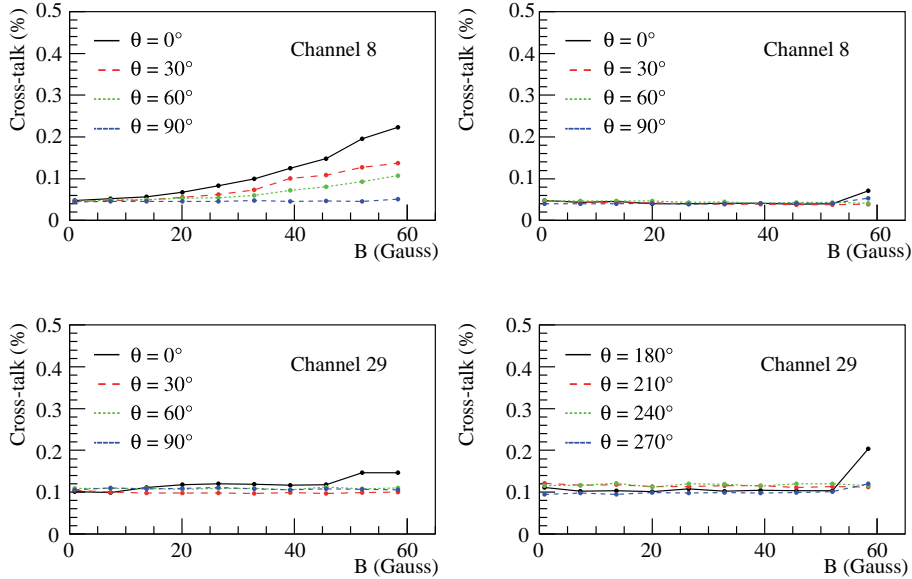 Cross-talk (%)
0.5
0.4
0.3
0.2
0.1
0
θ = 0°
θ = 30°
θ = 60°
θ = 90°
Channel 8
0 20 40 60
B (Gauss)
Cross-talk (%)
0.5
0.4
0.3
0.2
0.1
0
θ = 0°
θ = 30°
θ = 60°
θ = 90°
Channel 8
0 20 40 60
B (Gauss)
Cross-talk (%)
0.5
0.4
0.3
0.2
0.1
0
θ = 0°
θ = 30°
θ = 60°
θ = 90°
Channel 29
0 20 40 60
B (Gauss)
Cross-talk (%)
0.5
0.4
0.3
0.2
0.1
0
θ = 180°
θ = 210°
θ = 240°
θ = 270°
Channel 29
0 20 40 60
B (Gauss)